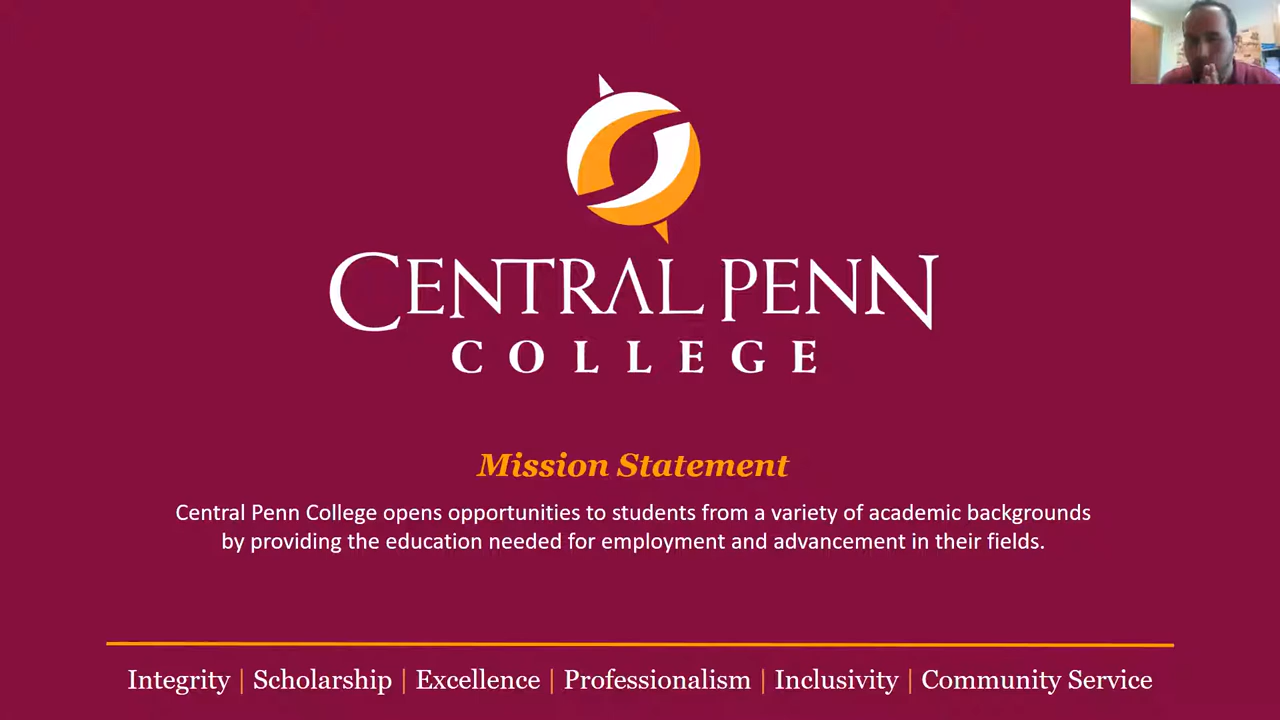 CENTRAL PENN
COLLEGE
Mission Statement
Central Penn College opens opportunities to students from a variety of academic backgrounds
by providing the education needed for employment and advancement in their fields.
Integrity | Scholarship | Excellence | Professionalism | Inclusivity | Community Service